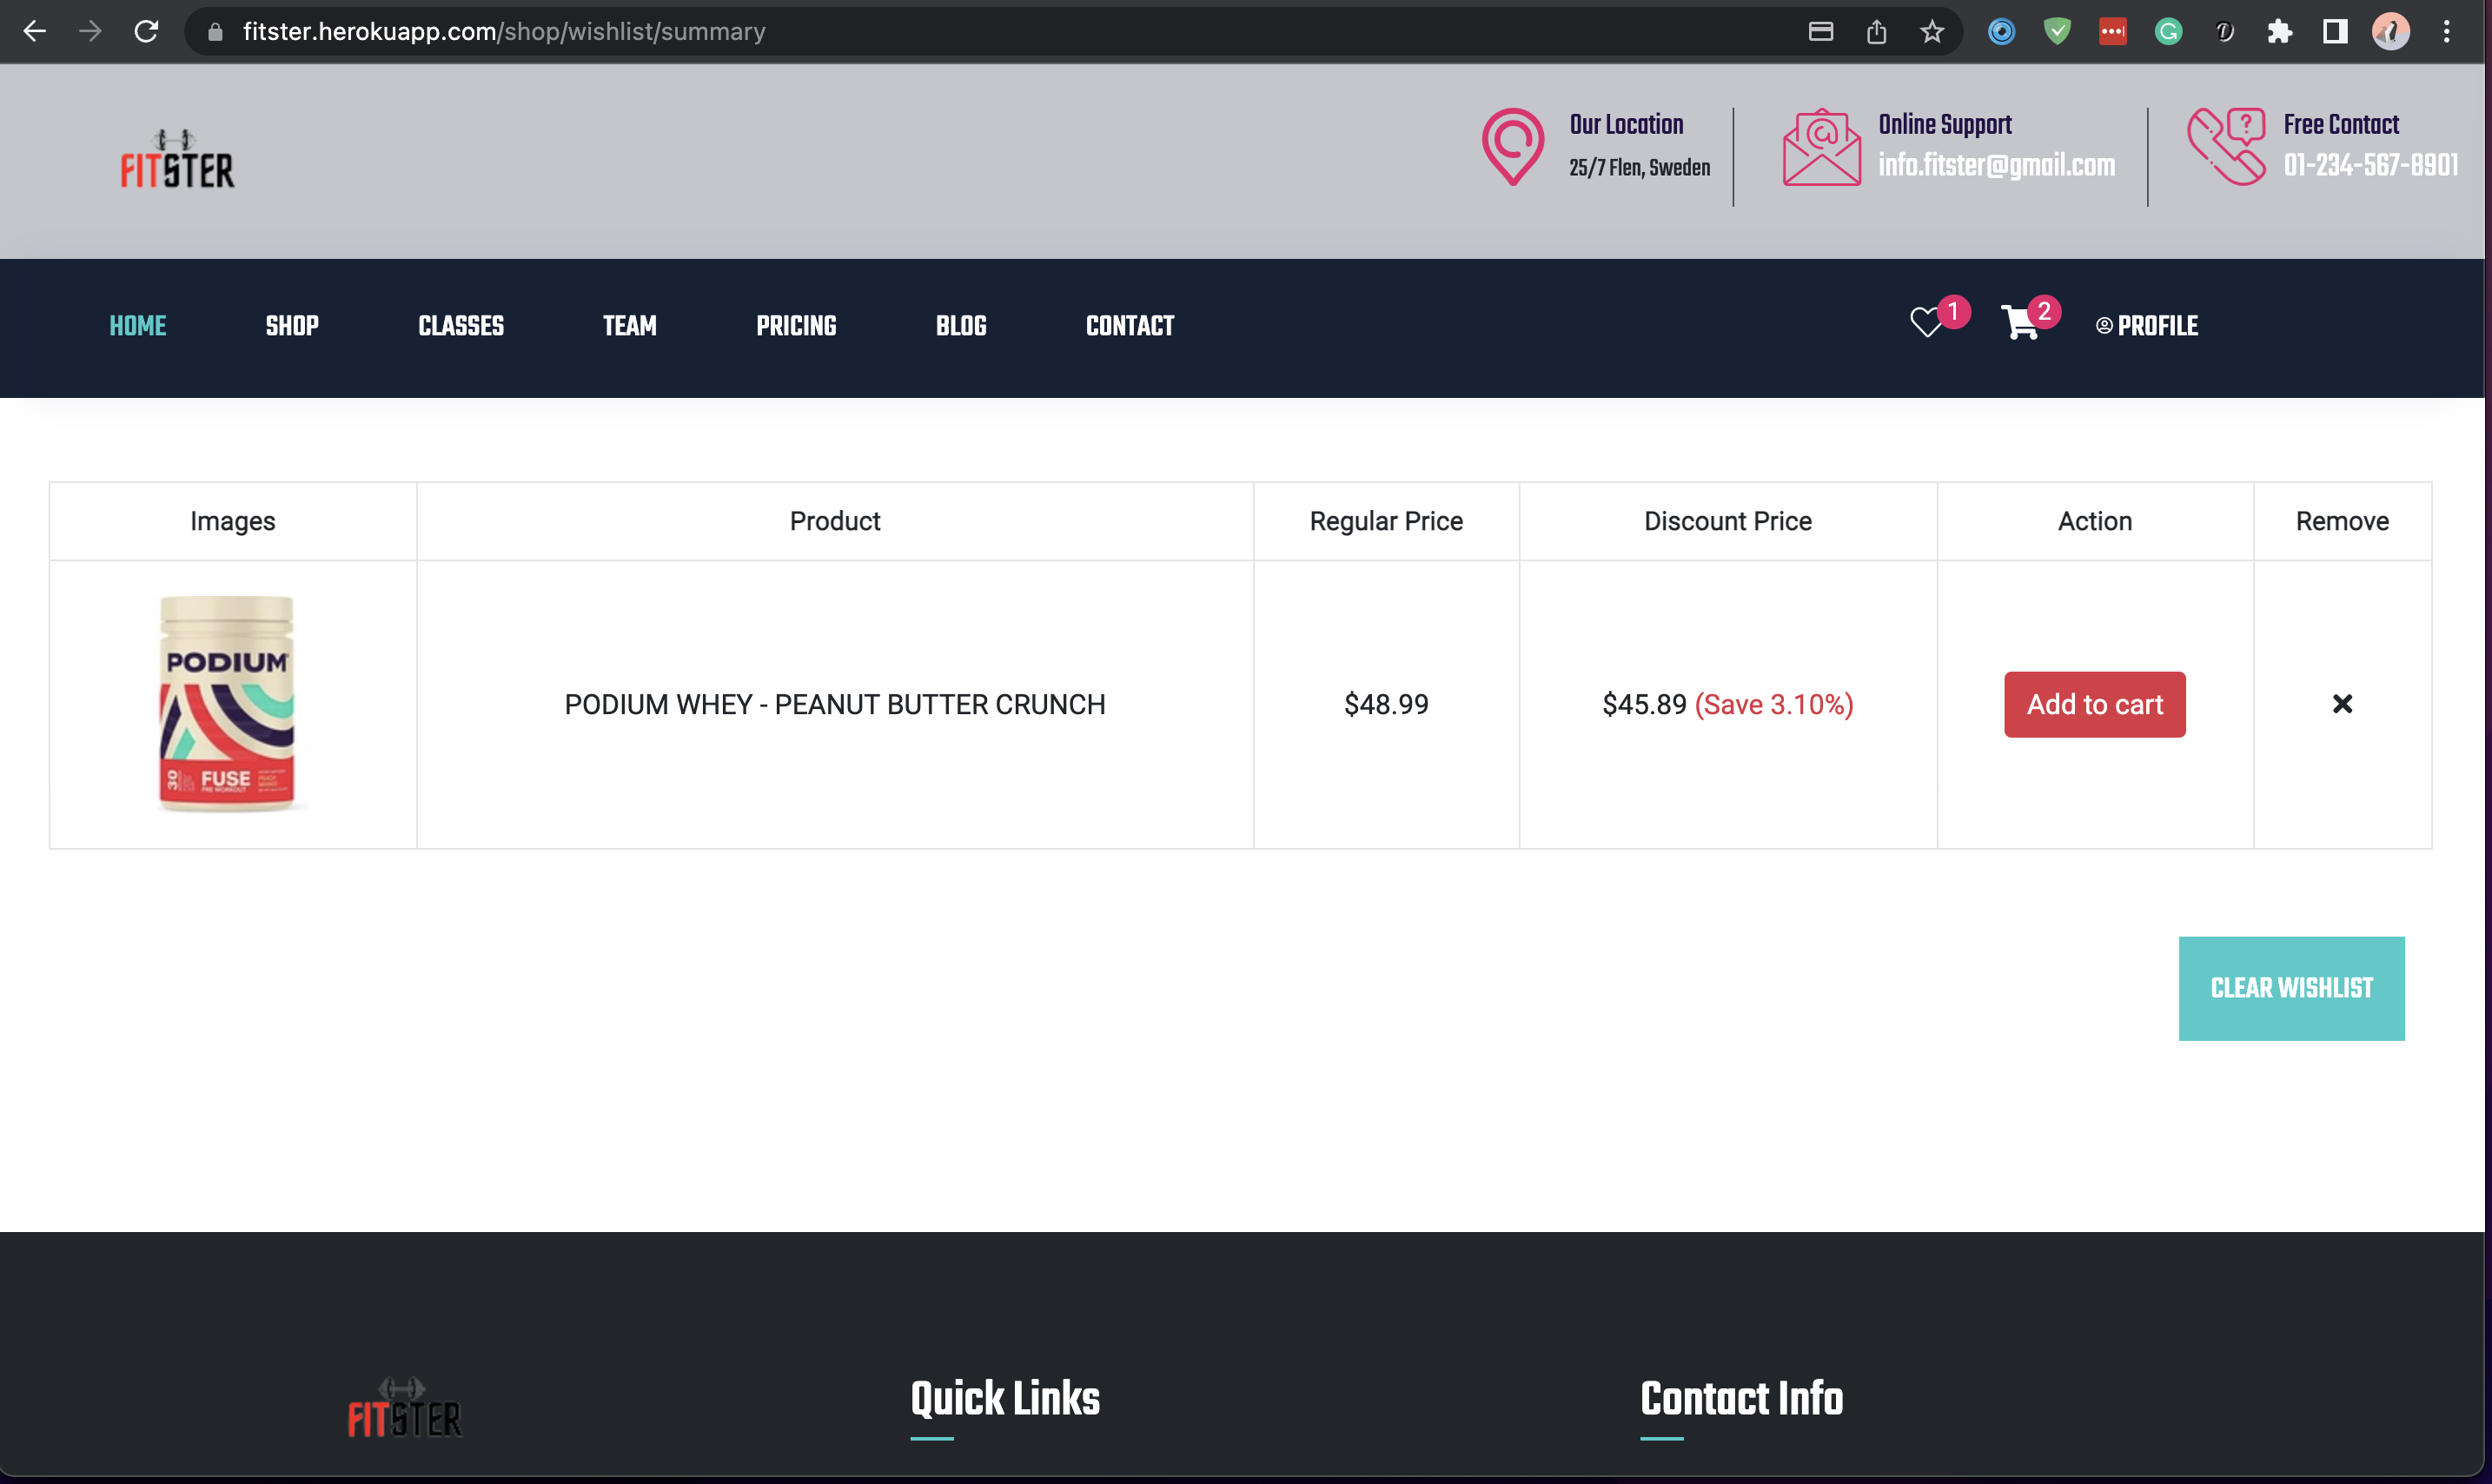 fitster.herokuapp.com/shop/wishlist/summary
FITSTER
Our Location
25/7 Flen, Sweden
Online Support
info.fitster@gmail.com
Free Contact
01-234-567-8901
HOME SHOP CLASSES TEAM PRICING BLOG CONTACT 1 2 PROFILE
Images Product Regular Price Discount Price Action Remove
PODIUM
30 FUSE
PRE WORKOUT
PODIUM WHEY - PEANUT BUTTER CRUNCH $48.99 $45.89 (Save 3.10%) Add to cart
CLEAR WISHLIST
FITSTER
Quick Links
Contact Info